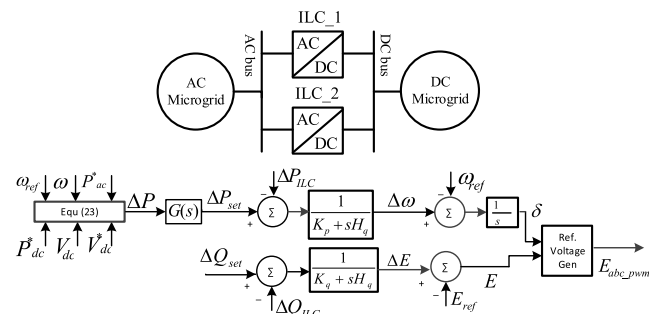 ILC_1
AC bus
AC
DC
DC bus
AC
Microgrid
ILC_2
AC
DC
DC
Microgrid
ω_ref ω P*_ac
Equ (23)
P*_dc V_dc V*_dc
ΔP
G(s)
ΔP_set
ΔP_ILC
−
+
Σ
1
K_p + sH_q
Δω
ω_ref
−
+
Σ
1
s
δ
ΔQ_set
+
−
Σ
ΔQ_ILC
1
K_q + sH_q
ΔE
+
−
Σ
E_ref
E
Ref.
Voltage
Gen
E_abc_pwm